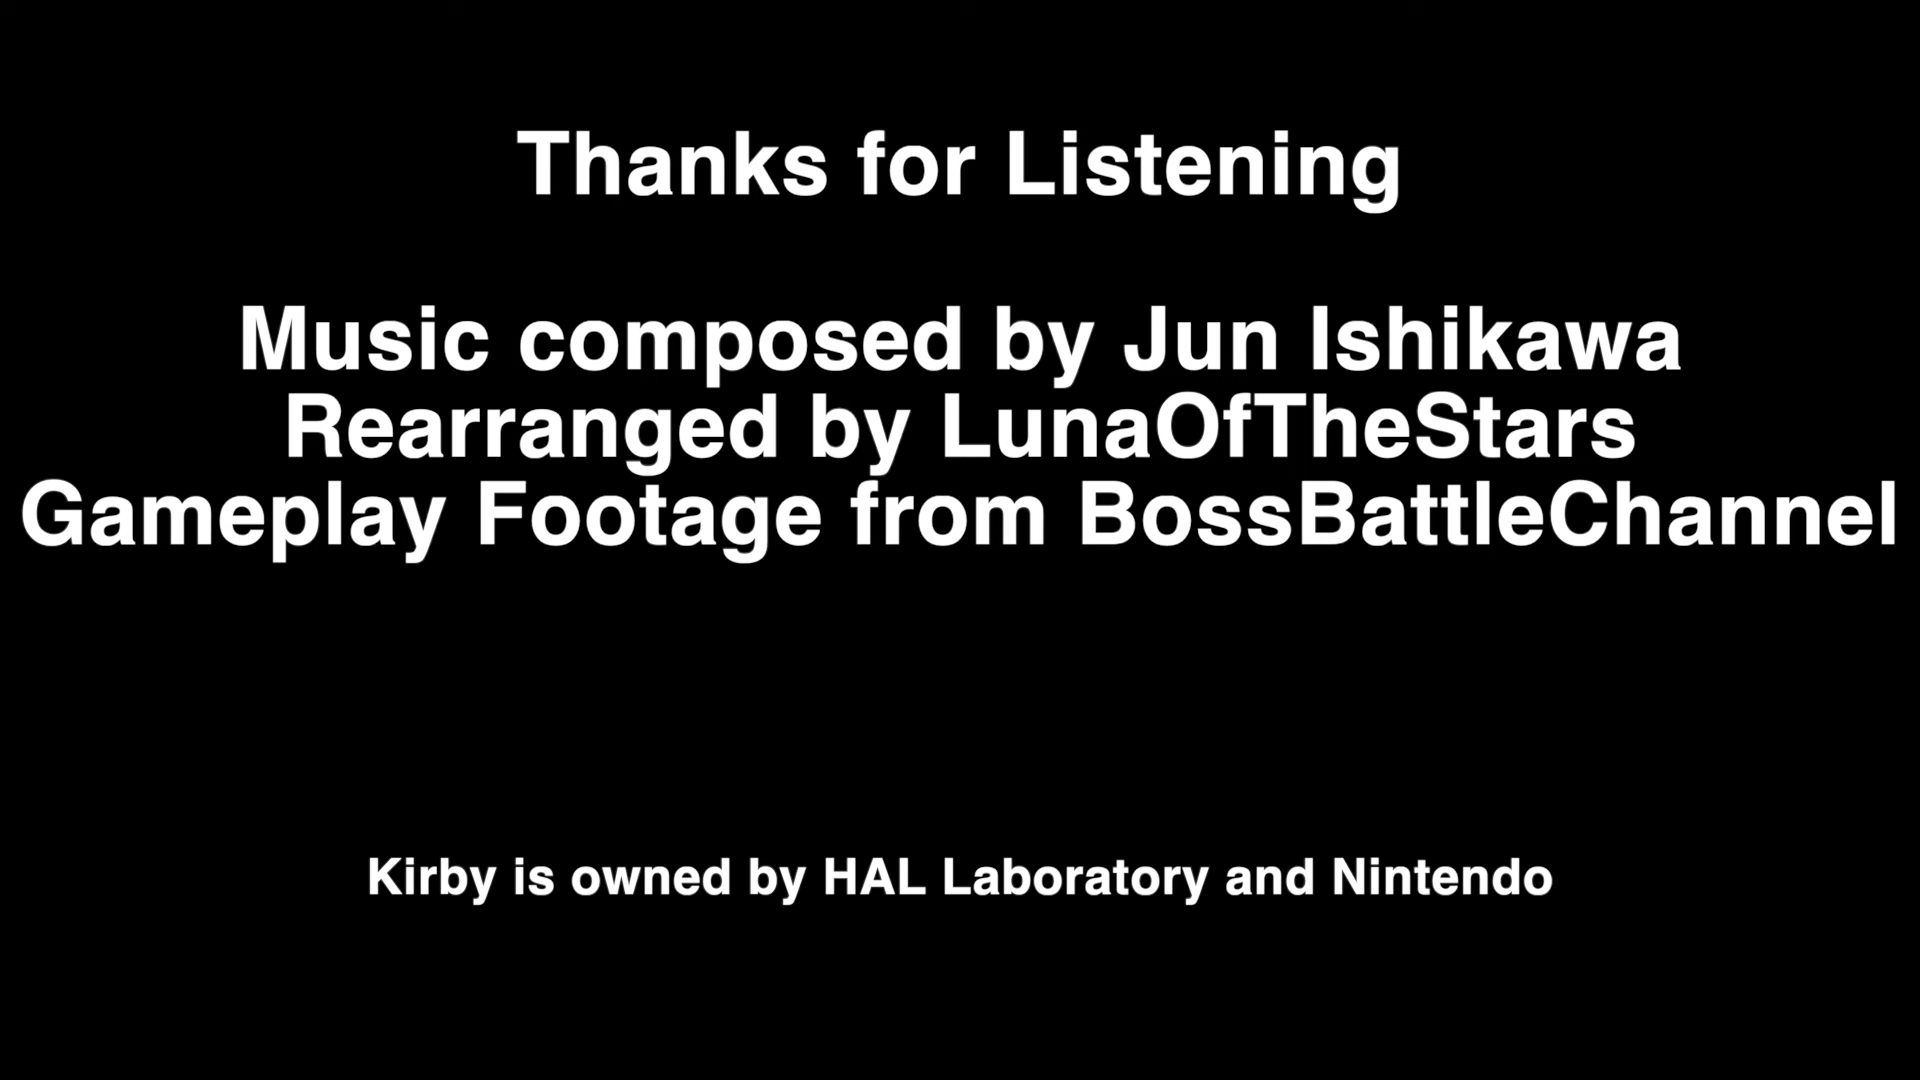 Thanks for Listening
Music composed by Jun Ishikawa
Rearranged by LunaOfTheStars
Gameplay Footage from BossBattleChannel
Kirby is owned by HAL Laboratory and Nintendo